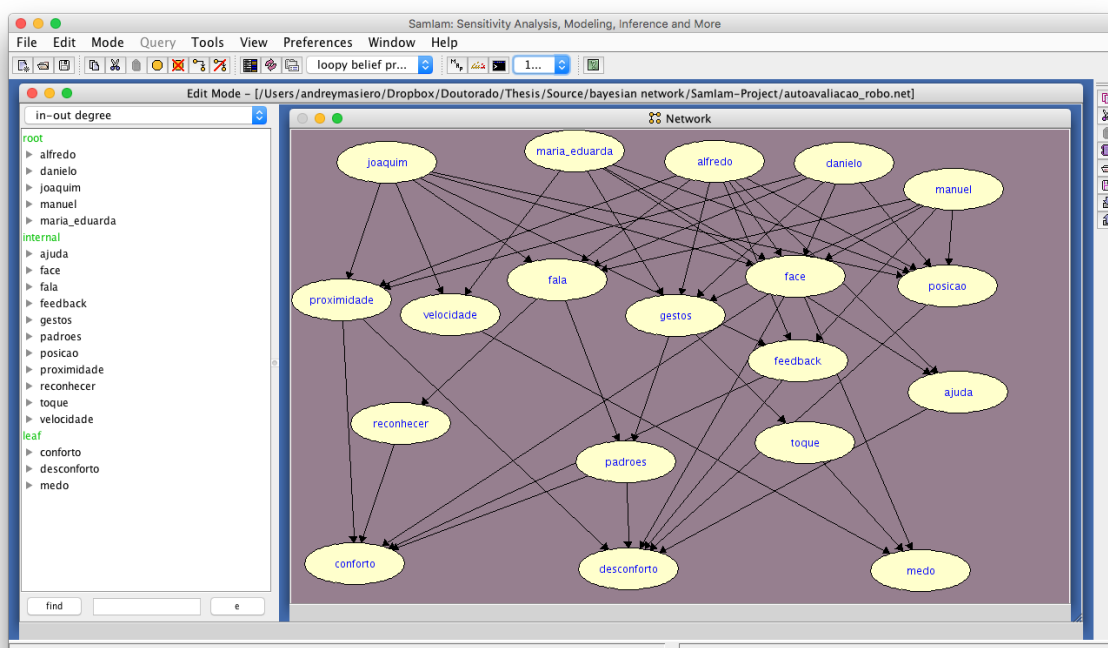 SamIam: Sensitivity Analysis, Modeling, Inference and More
File Edit Mode Query Tools View Preferences Window Help
loopy belief pr... 1...
Edit Mode - [/Users/andreymasiero/Dropbox/Doutorado/Thesis/Source/bayesian network/SamIam-Project/autoavaliacao_robo.net]
in-out degree
root
alfredo
danielo
joaquim
manuel
maria_eduarda
internal
ajuda
face
fala
feedback
gestos
padroes
posicao
proximidade
reconhecer
toque
velocidade
leaf
conforto
desconforto
medo
find e
Network
joaquim
maria_eduarda
alfredo
danielo
manuel
proximidade
velocidade
fala
gestos
face
posicao
feedback
ajuda
reconhecer
padroes
toque
conforto
desconforto
medo